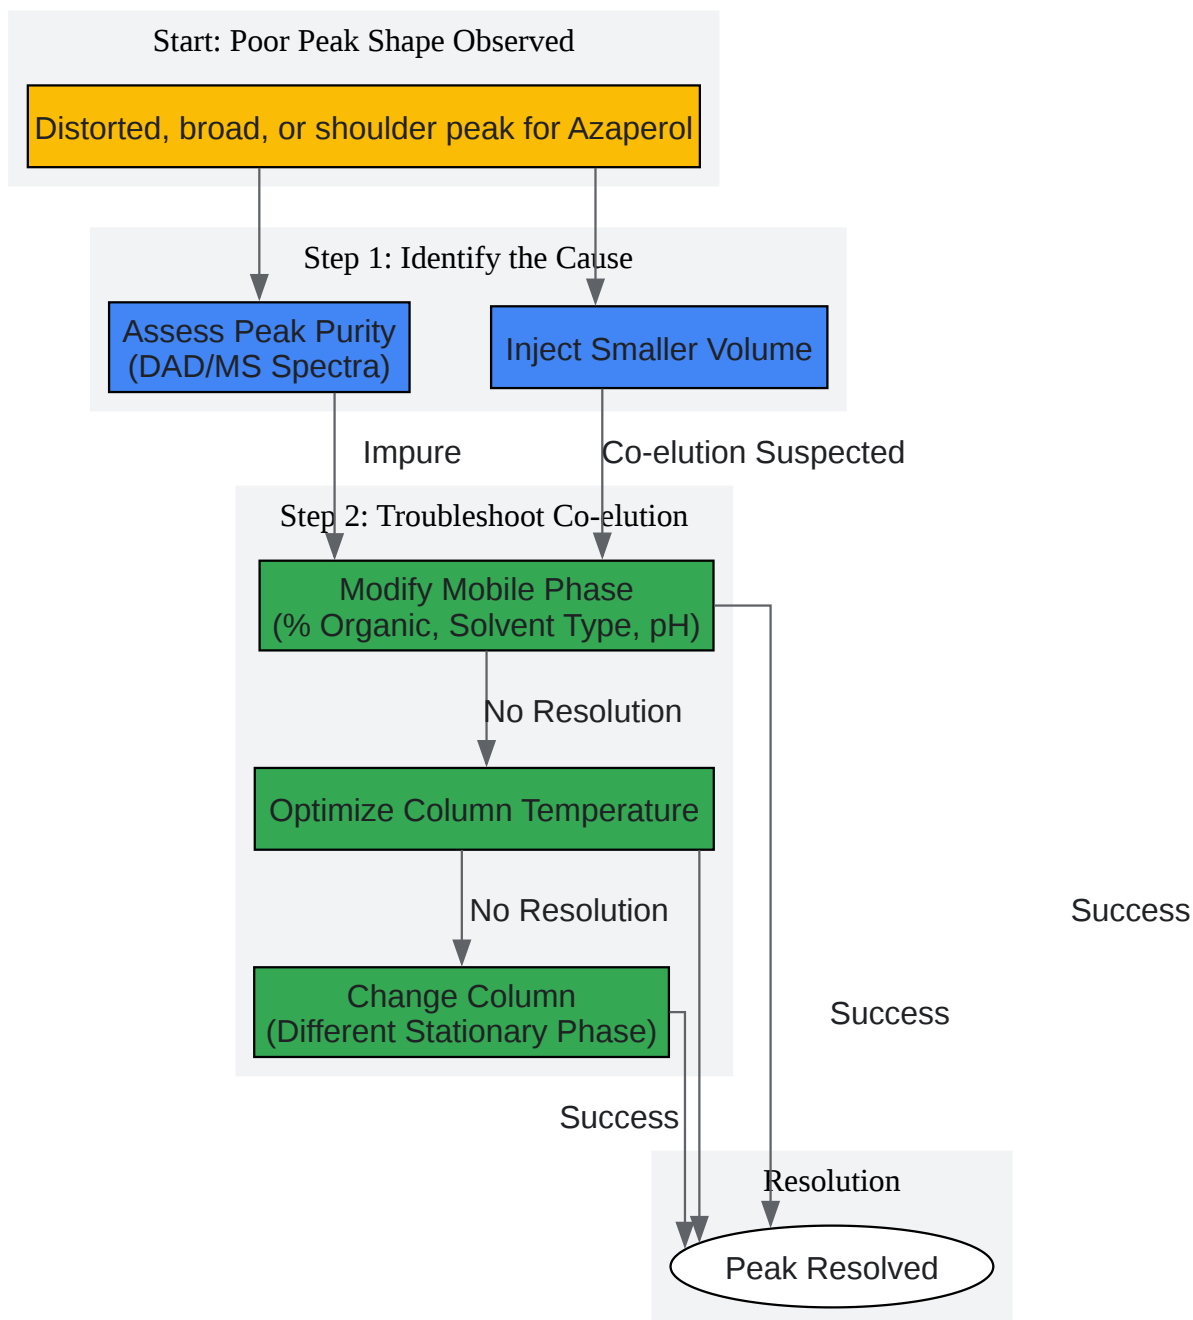 Start: Poor Peak Shape Observed
Distorted, broad, or shoulder peak for Azaperol
Step 1: Identify the Cause
Assess Peak Purity
(DAD/MS Spectra)
Inject Smaller Volume
Impure
Co-elution Suspected
Step 2: Troubleshoot Co-elution
Modify Mobile Phase
(% Organic, Solvent Type, pH)
No Resolution
Optimize Column Temperature
No Resolution
Success
Change Column
(Different Stationary Phase)
Success
Success
Resolution
Peak Resolved